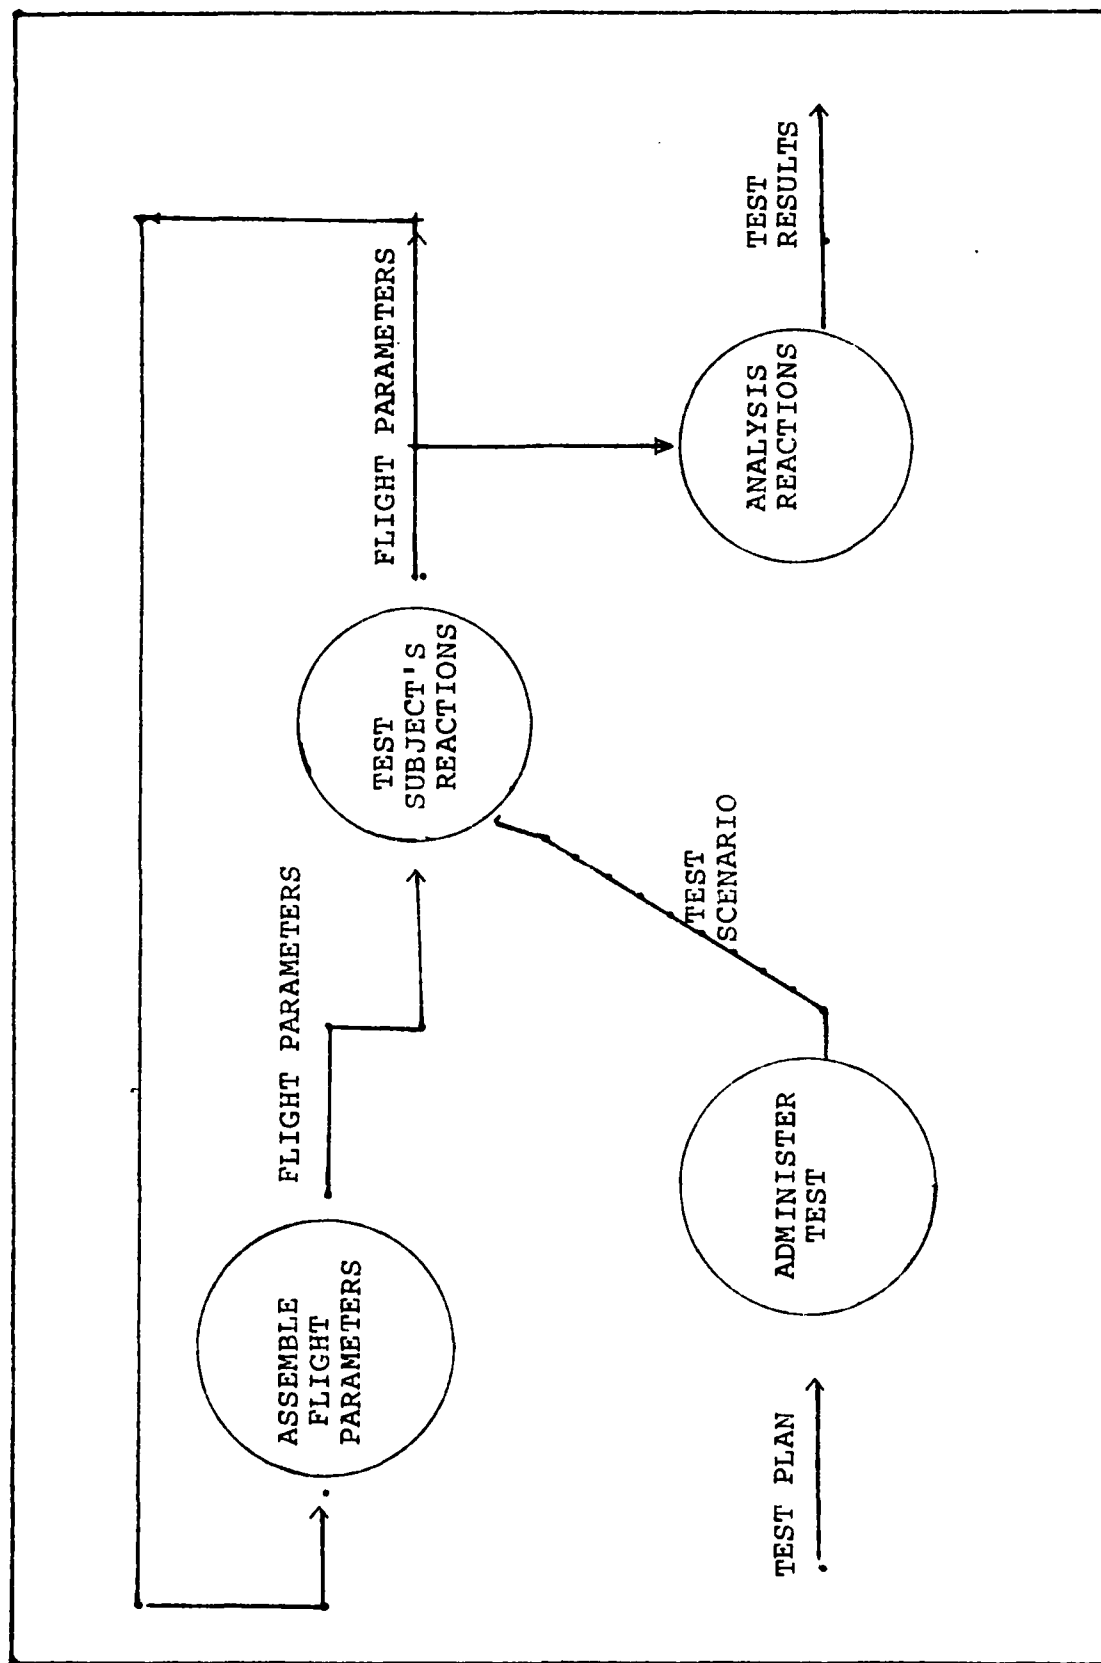 ASSEMBLE
FLIGHT
PARAMETERS
FLIGHT PARAMETERS
TEST
SUBJECT'S
REACTIONS
FLIGHT PARAMETERS
TEST PLAN
ADMINISTER
TEST
TEST
SCENARIO
ANALYSIS
REACTIONS
TEST
RESULTS